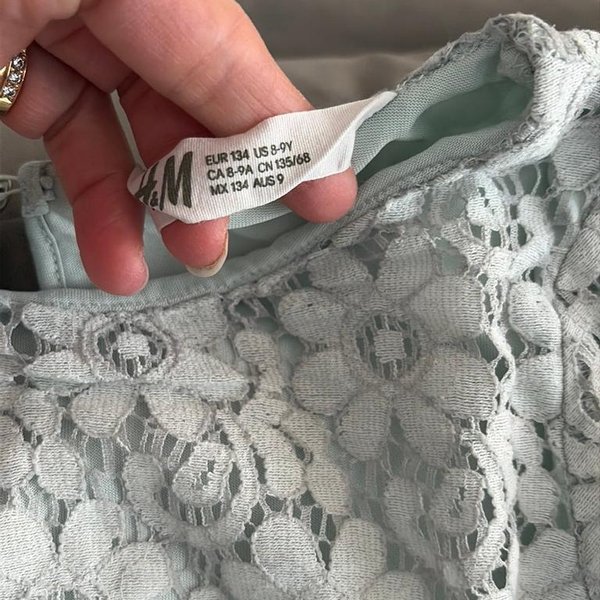 H&M
EUR 134 US 8-9Y
CA 8-9A CN 135/68
MX 134 AUS 9